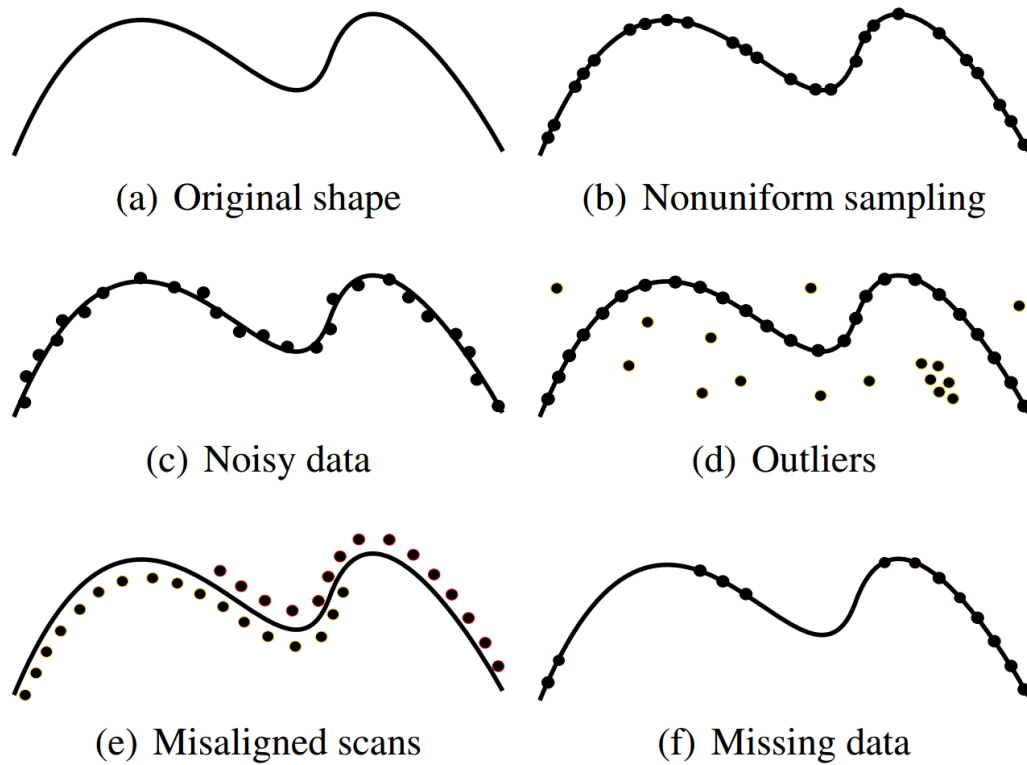 (a) Original shape
(b) Nonuniform sampling
(c) Noisy data
(d) Outliers
(e) Misaligned scans
(f) Missing data